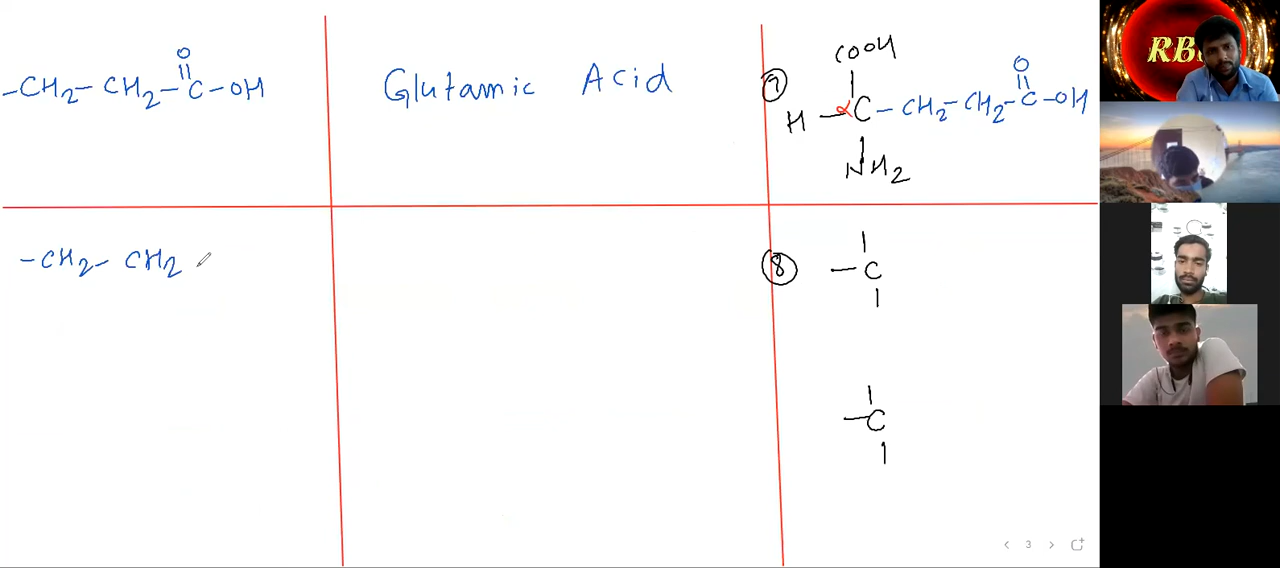 -CH2-CH2-C-OH
O
Glutamic Acid
7
COOH
H-αC-CH2-CH2-C-OH
O
NH2
-CH2-CH2
8
-C
-C
RB
< 3 >